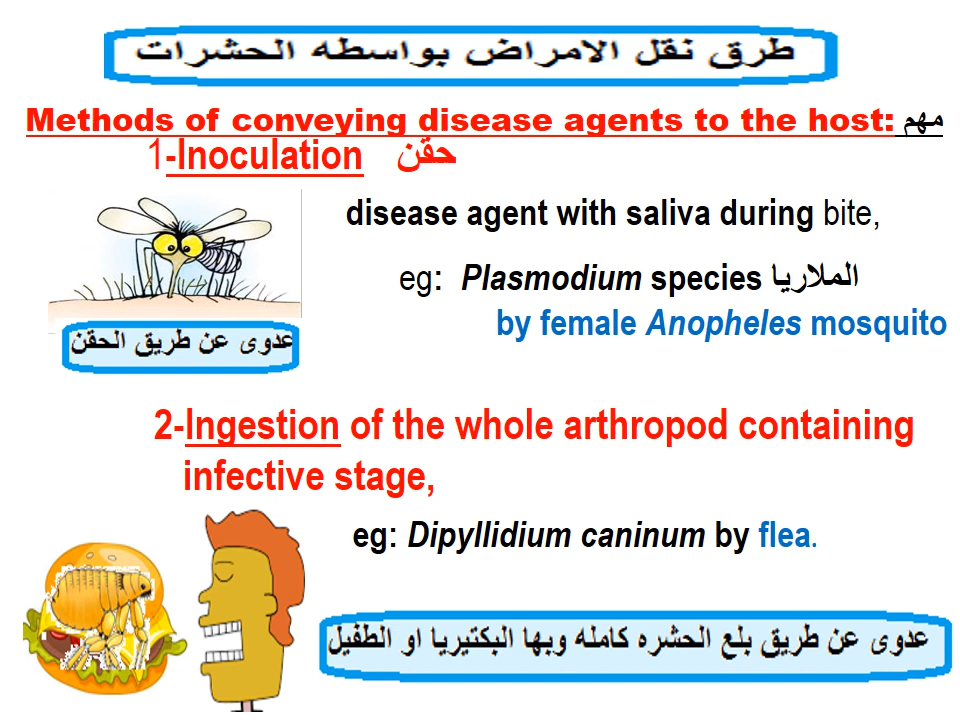 طرق نقل الامراض بواسطه الحشرات
Methods of conveying disease agents to the host: مهم
1-Inoculation حقن
disease agent with saliva during bite,
eg: Plasmodium species الملاريا
by female Anopheles mosquito
عدوى عن طريق الحقن
2-Ingestion of the whole arthropod containing
infective stage,
eg: Dipyllidium caninum by flea.
عدوى عن طريق بلع الحشره كامله وبها البكتيريا او الطفيل